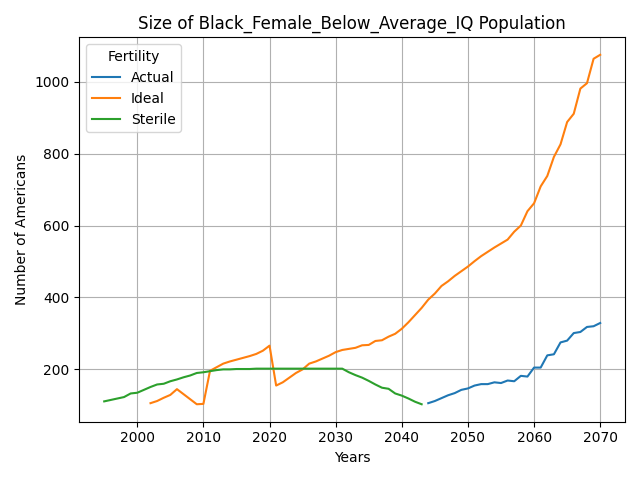 Size of Black_Female_Below_Average_IQ Population
Fertility
Actual
Ideal
Sterile
Number of Americans
1000
800
600
400
200
2000
2010
2020
2030
2040
2050
2060
2070
Years